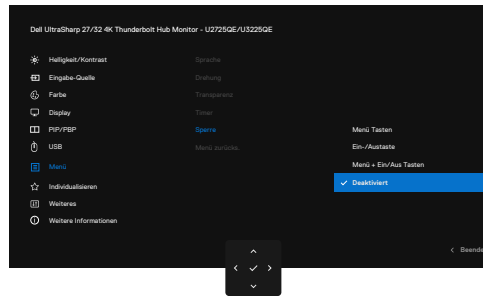 Dell UltraSharp 27/32 4K Thunderbolt Hub Monitor - U2725QE/U3225QE
Helligkeit/Kontrast
Eingabe-Quelle
Farbe
Display
PIP/PBP
USB
Menü
Individualisieren
Weiteres
Weitere Informationen
Sprache
Drehung
Transparenz
Timer
Sperre
Menü zurücks.
Menü Tasten
Ein-/Austaste
Menü + Ein/Aus Tasten
Deaktiviert
Beende